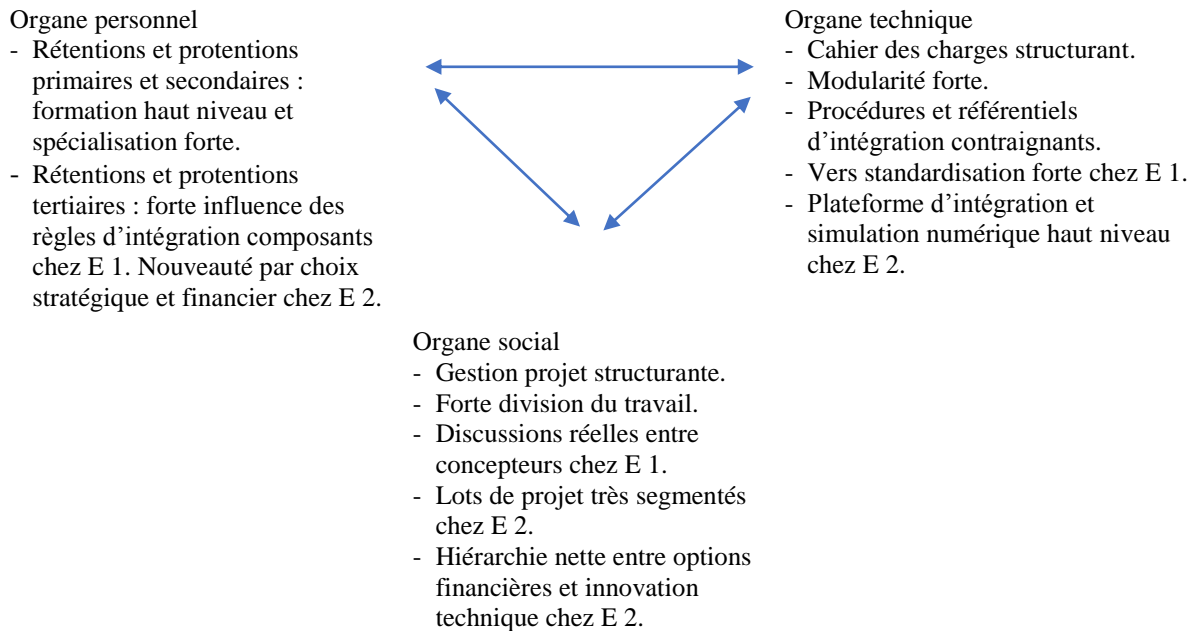 Organe personnel
- Rétentions et protentions
primaires et secondaires :
formation haut niveau et
spécialisation forte.
- Rétentions et protentions
tertiaires : forte influence des
règles d’intégration composants
chez E 1. Nouveauté par choix
stratégique et financier chez E 2.
Organe technique
- Cahier des charges structurant.
- Modularité forte.
- Procédures et référentiels
d’intégration contraignants.
- Vers standardisation forte chez E 1.
- Plateforme d’intégration et
simulation numérique haut niveau
chez E 2.
Organe social
- Gestion projet structurante.
- Forte division du travail.
- Discussions réelles entre
concepteurs chez E 1.
- Lots de projet très segmentés
chez E 2.
- Hiérarchie nette entre options
financières et innovation
technique chez E 2.